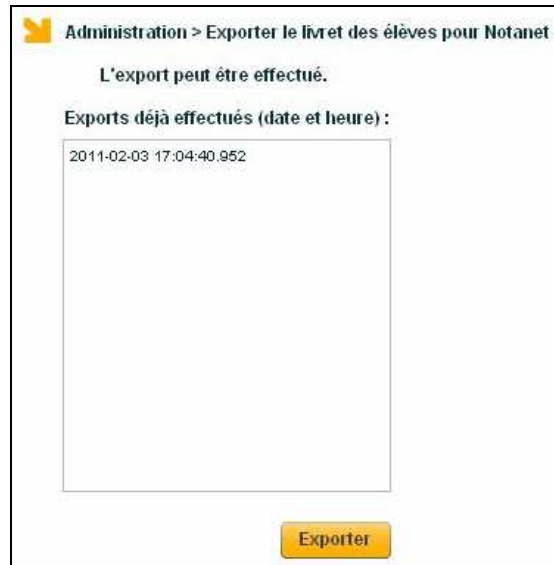 Administration > Exporter le livret des élèves pour Notanet
L'export peut être effectué.
Exports déjà effectués (date et heure) :
2011-02-03 17:04:40.952
Exporter